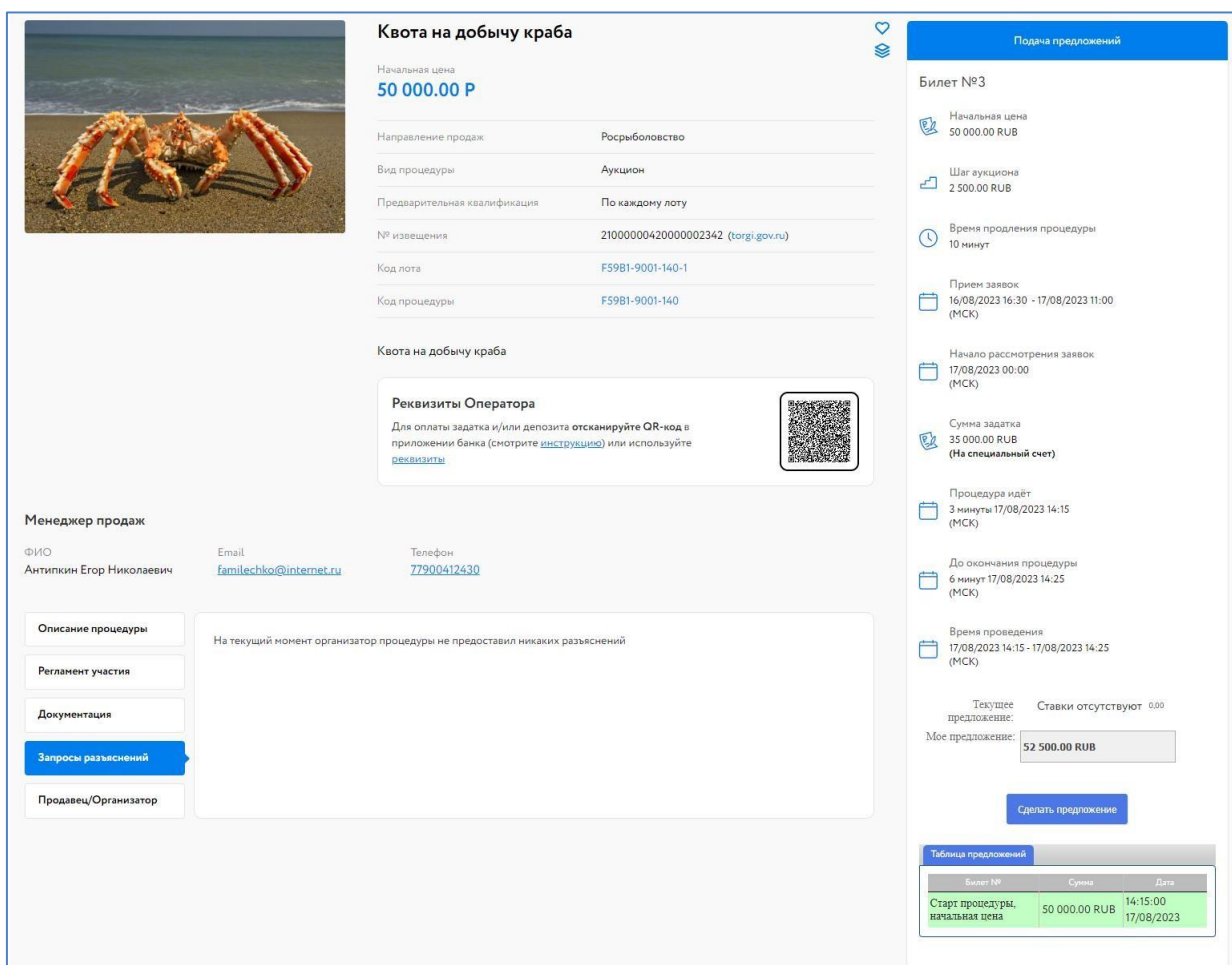 Квота на добычу краба
Начальная цена
50 000.00 Р
Направление продаж Росрыболовство
Вид процедуры Аукцион
Предварительная квалификация По каждому лоту
№ извещения 21000000420000002342 (torgi.gov.ru)
Код лота F59B1-9001-140-1
Код процедуры F59B1-9001-140
Квота на добычу краба
Реквизиты Оператора
Для оплаты задатка и/или депозита отсканируйте QR-код в
приложении банка (смотрите инструкцию) или используйте
реквизиты
Менеджер продаж
ФИО Email Телефон
Антипкин Егор Николаевич familechko@internet.ru 77900412430
Описание процедуры
Регламент участия
Документация
Запросы разъяснений
Продавец/Организатор
На текущий момент организатор процедуры не предоставил никаких разъяснений
Подача предложений
Билет №3
Начальная цена
50 000.00 RUB
Шаг аукциона
2 500.00 RUB
Время продления процедуры
10 минут
Прием заявок
16/08/2023 16:30 - 17/08/2023 11:00
(МСК)
Начало рассмотрения заявок
17/08/2023 00:00
(МСК)
Сумма задатка
35 000.00 RUB
(На специальный счет)
Процедура идёт
3 минуты 17/08/2023 14:15
(МСК)
До окончания процедуры
6 минут 17/08/2023 14:25
(МСК)
Время проведения
17/08/2023 14:15 - 17/08/2023 14:25
(МСК)
Текущее Ставки отсутствуют 0,00
предложение:
Мое предложение: 52 500.00 RUB
Сделать предложение
Таблица предложений
Билет № Сумма Дата
Старт процедуры, 50 000.00 RUB 14:15:00
начальная цена 17/08/2023